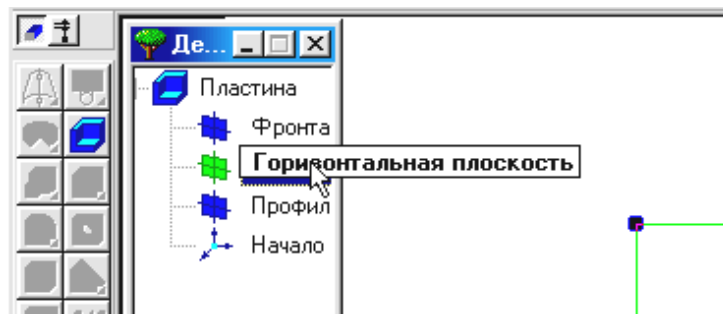 Де...
Пластина
Фронта
Горизонтальная плоскость
Профил
Начало